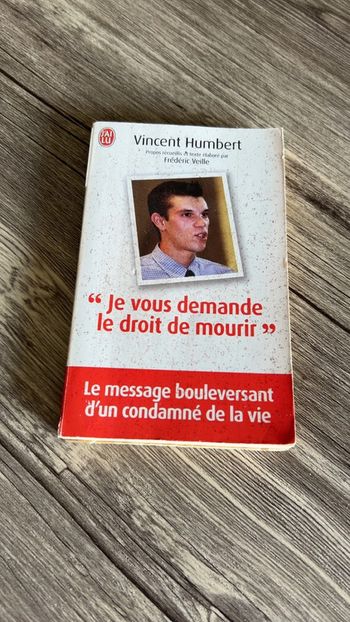 J'AI
LU
Vincent Humbert
Propos recueillis et texte élaboré par
Frédéric Veille
“ Je vous demande
le droit de mourir ”
Le message bouleversant
d'un condamné de la vie